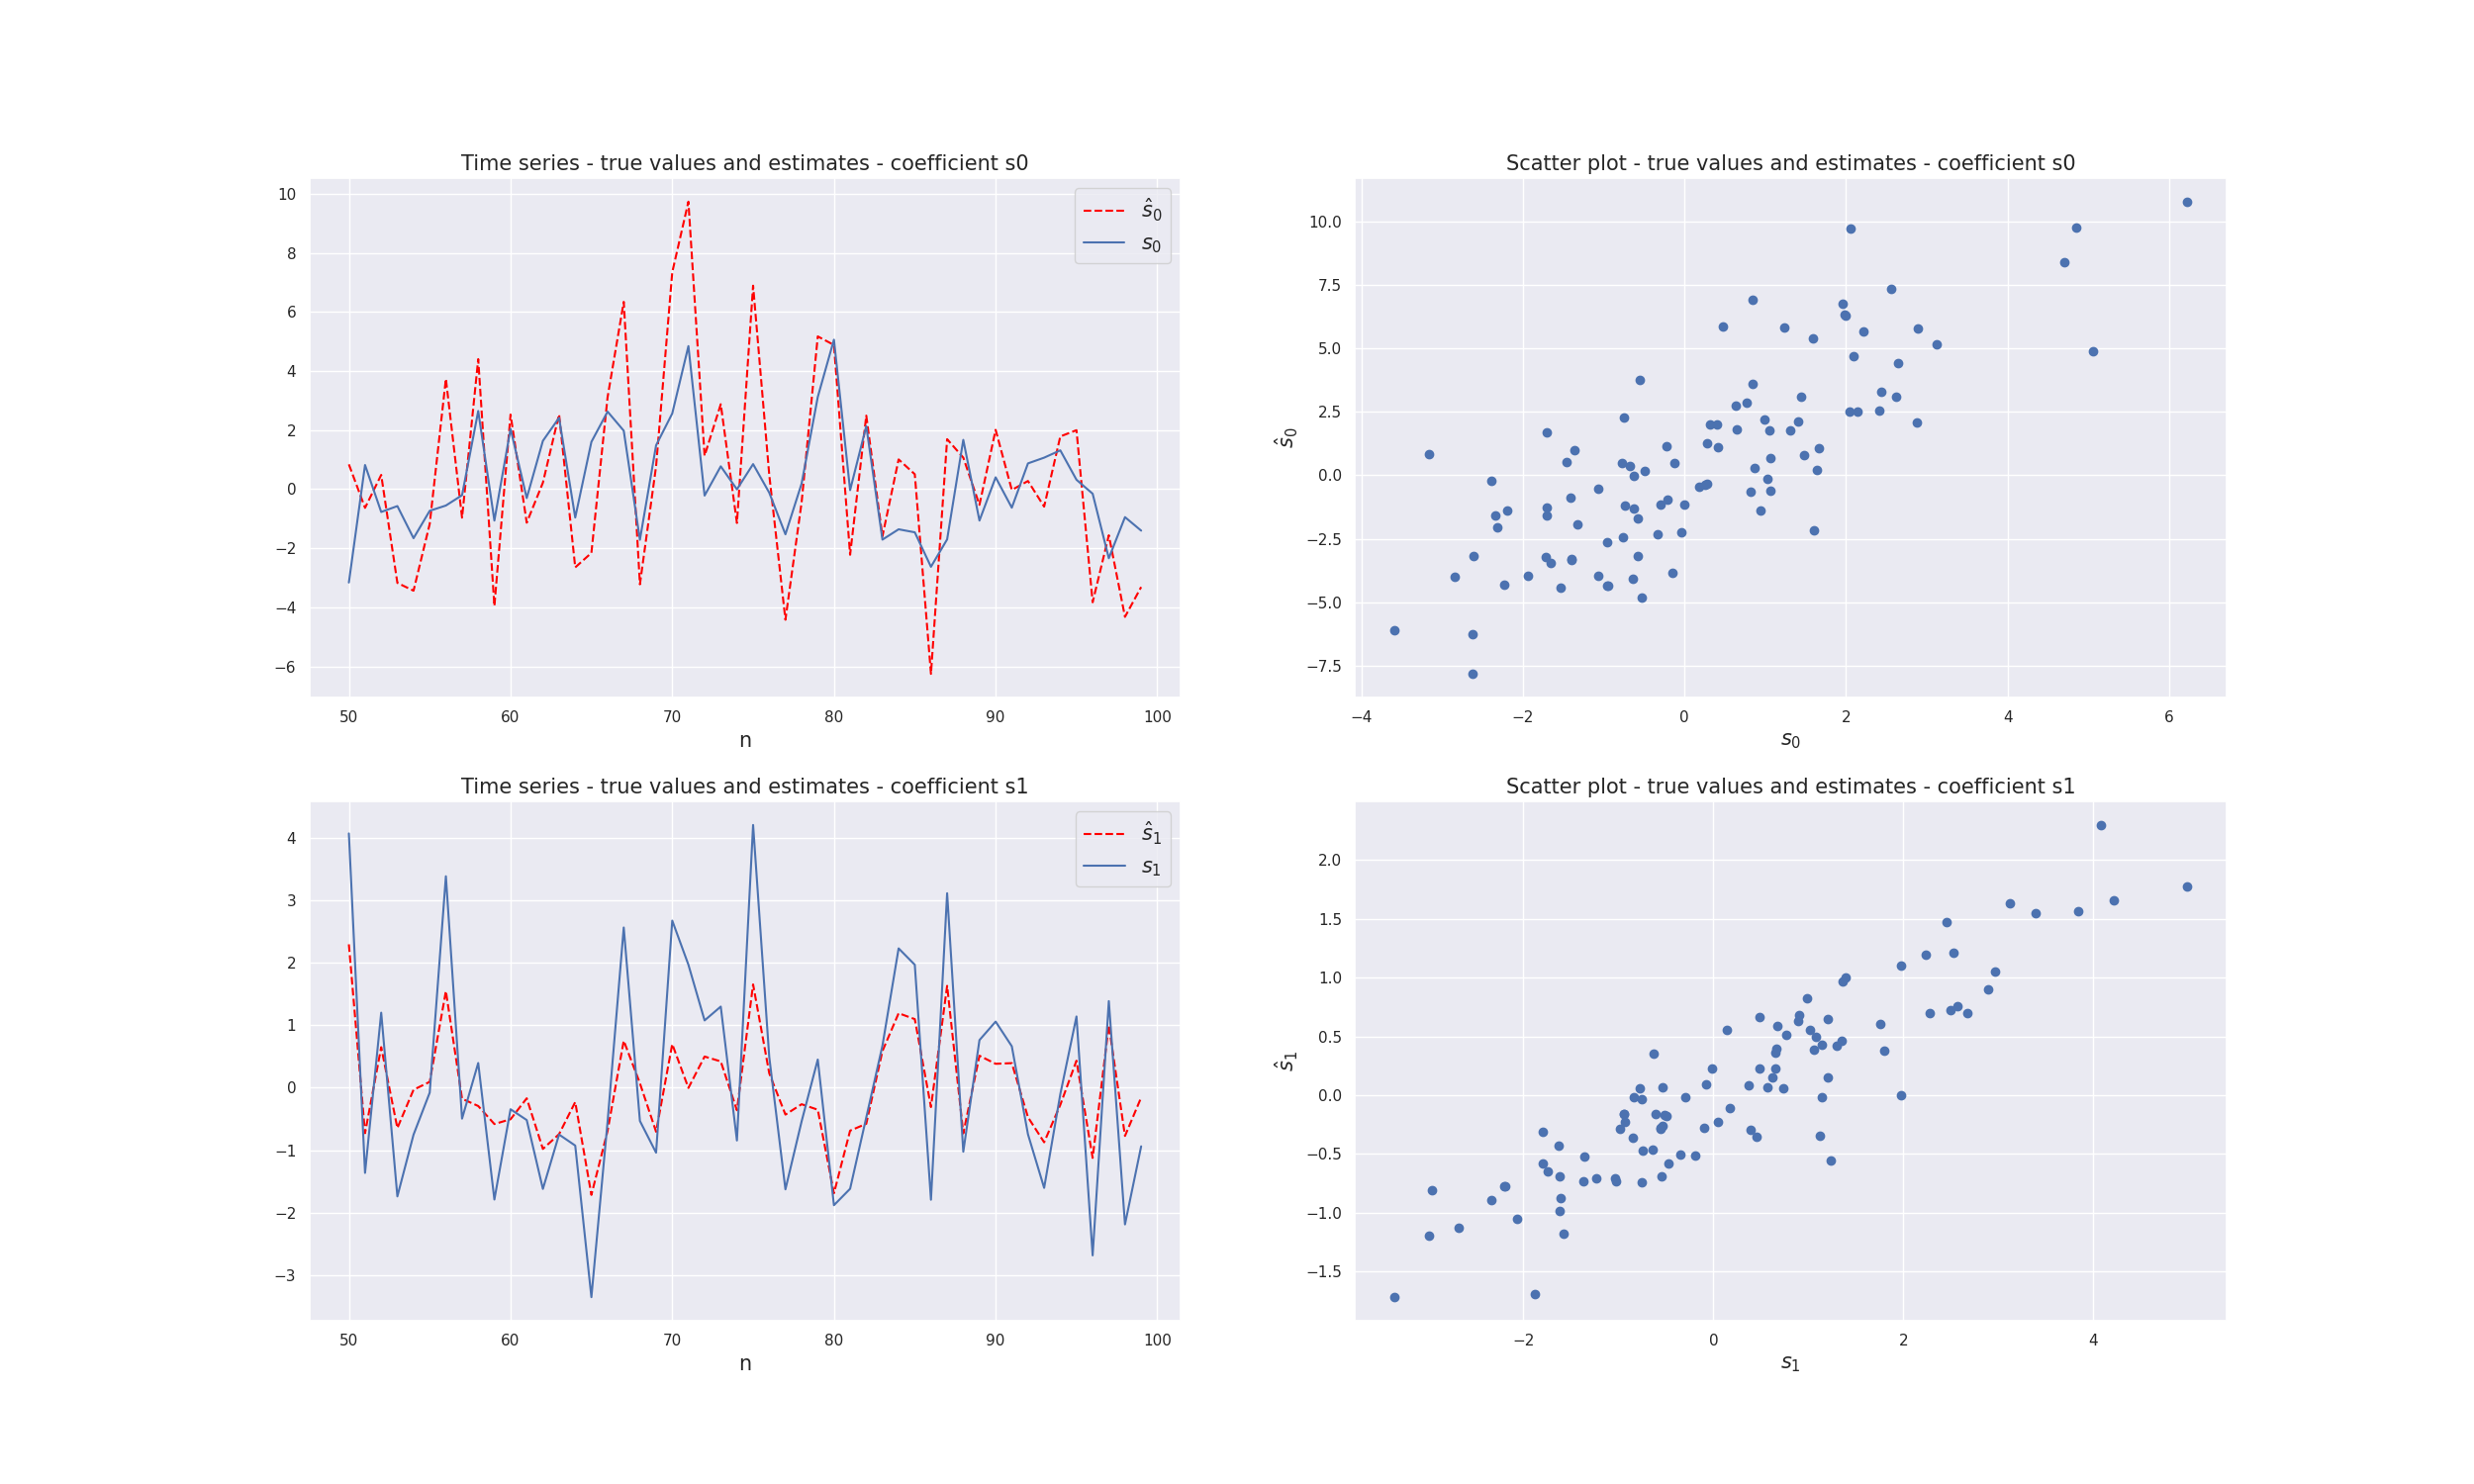 Time series - true values and estimates - coefficient s0
10
8
6
4
2
0
−2
−4
−6
50 60 70 80 90 100
n
ŝ₀
s₀
Scatter plot - true values and estimates - coefficient s0
ŝ₀
10.0
7.5
5.0
2.5
0.0
−2.5
−5.0
−7.5
−4 −2 0 2 4 6
s₀
Time series - true values and estimates - coefficient s1
4
3
2
1
0
−1
−2
−3
50 60 70 80 90 100
n
ŝ₁
s₁
Scatter plot - true values and estimates - coefficient s1
ŝ₁
2.0
1.5
1.0
0.5
0.0
−0.5
−1.0
−1.5
−2 0 2 4
s₁